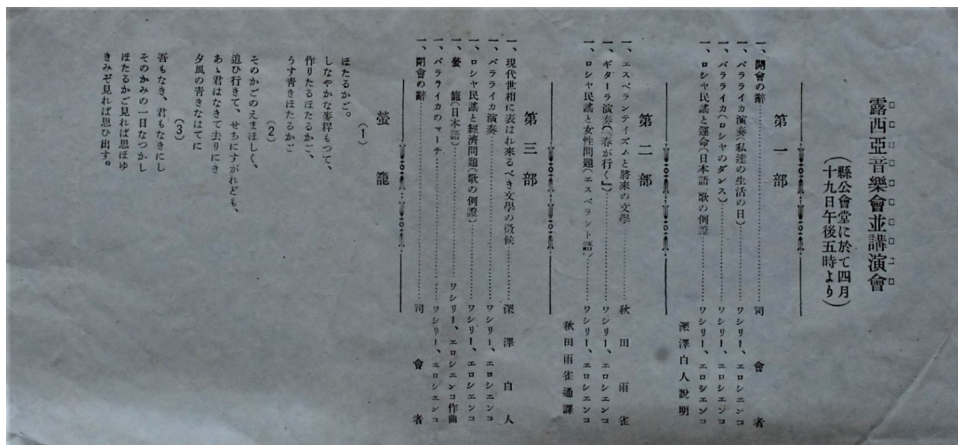 露西亞音樂會並講演會
(縣公會堂に於て四月
十九日午後五時より)
第一部
一、開會の辭……司會者
一、バラライカ演奏(私達の生活の日)……ワシリー、エロシエンコ
一、バラライカ(ロシヤのダンス)……ワシリー、エロシエンコ
一、ロシヤ民謠と運命(日本語 歌の例證……ワシリー、エロシエンコ
深澤白人說明
第二部
一、エスペランテイズムと將來の文學……秋田雨雀
一、ギターラ演奏(『春が行く』)……ワシリー、エロシエンコ
一、ロシヤ民謠と女性問題(エスペラント語)……ワシリー、エロシエンコ
秋田雨雀通譯
第三部
一、現代世相に表はれ來るべき文學の徵候……深澤白人
一、バラライカ演奏……ワシリー、エロシエンコ
一、ロシヤ民謠と經濟問題(歌の例證)……ワシリー、エロシエンコ
一、螢籠(日本語)……ワシリー、エロシエンコ作曲
一、バラライカのマーチ……ワシリー、エロシエンコ
一、閉會の辭……司會者
螢籠
(1)
ほたるかご。
しなやかな麥稈もつて、
作りたるほたるかご、
うす青きほたるかご
(2)
そのかごのえまほしく、
追ひ行きて、せちにすがれども、
あゝ君はなきて去りにき
夕風の青きなはてに
(3)
吾もなき、君もなきにし
そのかみの一日なつかし
ほたるかご見れば思ほゆ
きみぞ見れば思ひ出す。